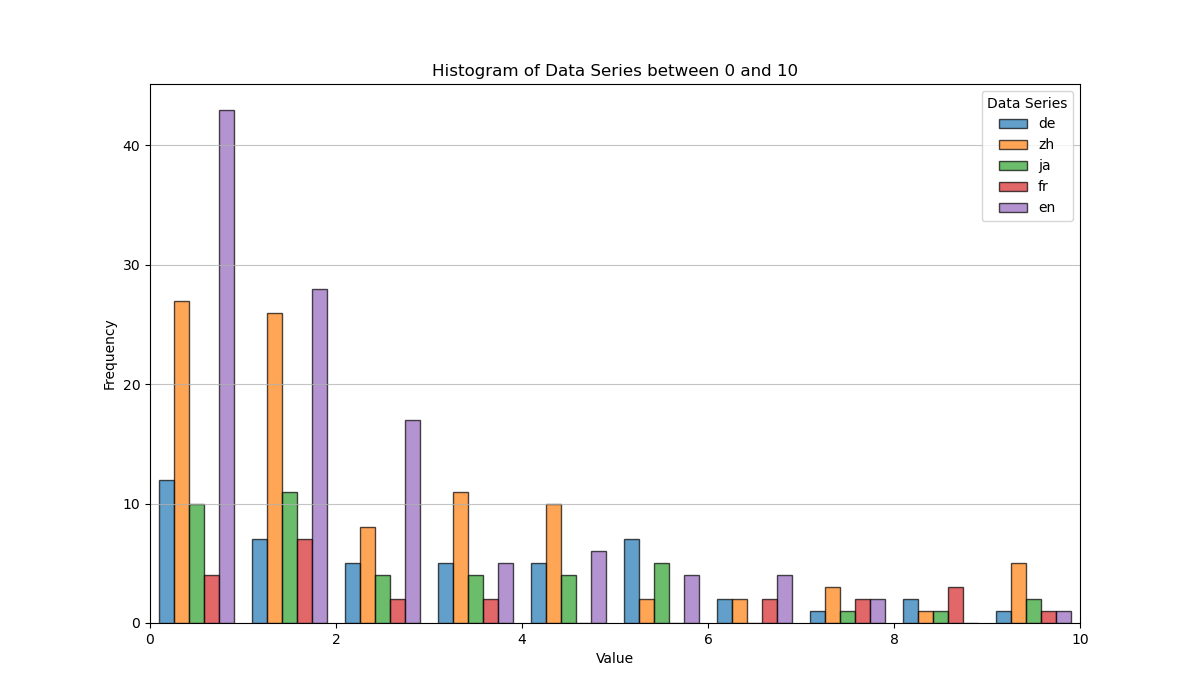 Histogram of Data Series between 0 and 10
Data Series
de
zh
ja
fr
en
Frequency
40
30
20
10
0
0 2 4 6 8 10
Value